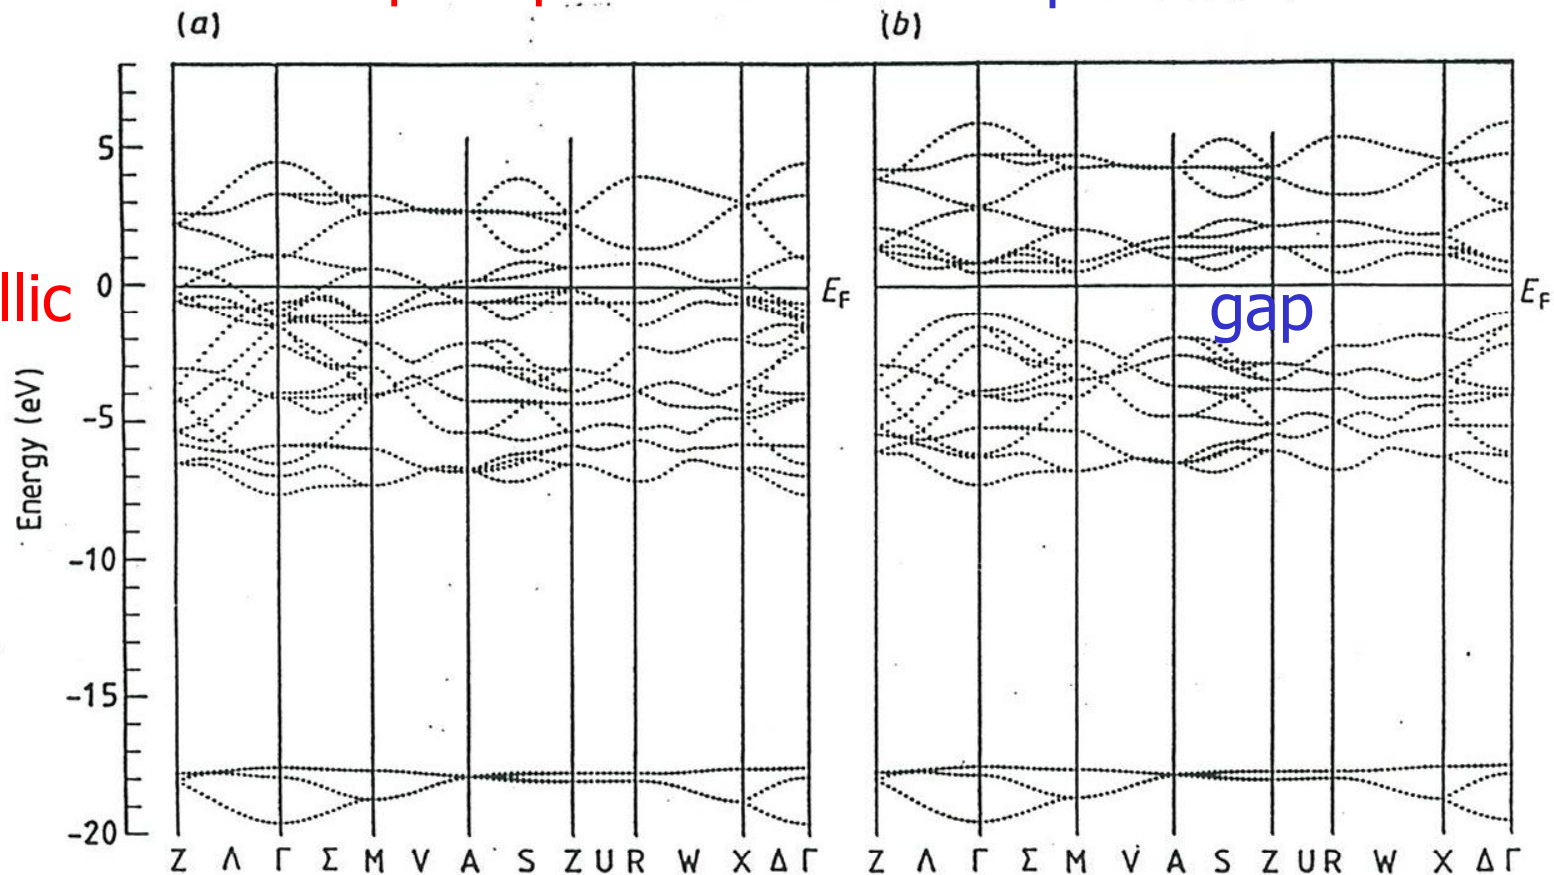 (a) (b)
5
0
llic
E_F
gap
E_F
-5
Energy (eV)
-10
-15
-20
Z Λ Γ Σ M V A S Z U R W X Δ Γ Z Λ Γ Σ M V A S Z U R W X Δ Γ